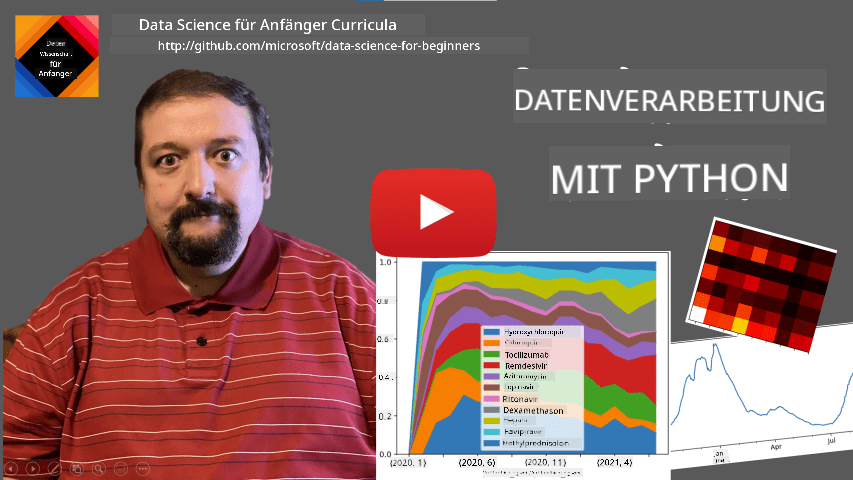 Data Science für Anfänger Curricula
http://github.com/microsoft/data-science-for-beginners
Daten
Wissenschaft
für
Anfänger
DATENVERARBEITUNG
MIT PYTHON
1.0
0.8
0.6
0.4
0.2
0.0
Hydroxychloroquin
Chloroquin
Tocilizumab
Remdesivir
Azithromycin
Lopinavir
Ritonavir
Dexamethason
Heparin
Favipiravir
Methylprednisolon
(2020, 1) (2020, 6) (2020, 11) (2021, 4)
Jan
Apr
Jul